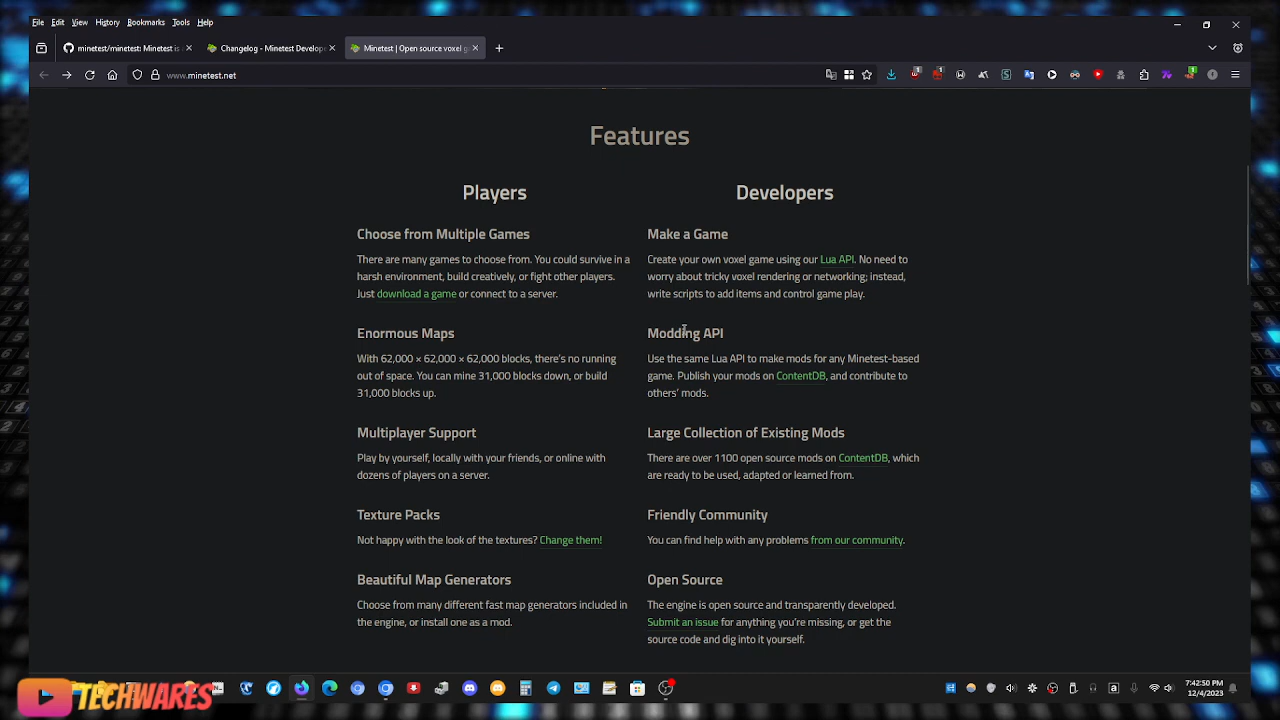 File Edit View History Bookmarks Tools Help
minetest/minetest: Minetest is
Changelog - Minetest Develope
Minetest | Open source voxel g
www.minetest.net
Features
Players
Choose from Multiple Games
There are many games to choose from. You could survive in a
harsh environment, build creatively, or fight other players.
Just download a game or connect to a server.
Enormous Maps
With 62,000 × 62,000 × 62,000 blocks, there's no running
out of space. You can mine 31,000 blocks down, or build
31,000 blocks up.
Multiplayer Support
Play by yourself, locally with your friends, or online with
dozens of players on a server.
Texture Packs
Not happy with the look of the textures? Change them!
Beautiful Map Generators
Choose from many different fast map generators included in
the engine, or install one as a mod.
Developers
Make a Game
Create your own voxel game using our Lua API. No need to
worry about tricky voxel rendering or networking; instead,
write scripts to add items and control game play.
Modding API
Use the same Lua API to make mods for any Minetest-based
game. Publish your mods on ContentDB, and contribute to
others' mods.
Large Collection of Existing Mods
There are over 1100 open source mods on ContentDB, which
are ready to be used, adapted or learned from.
Friendly Community
You can find help with any problems from our community.
Open Source
The engine is open source and transparently developed.
Submit an issue for anything you're missing, or get the
source code and dig into it yourself.
TECHWARES
7:42:50 PM
12/4/2023